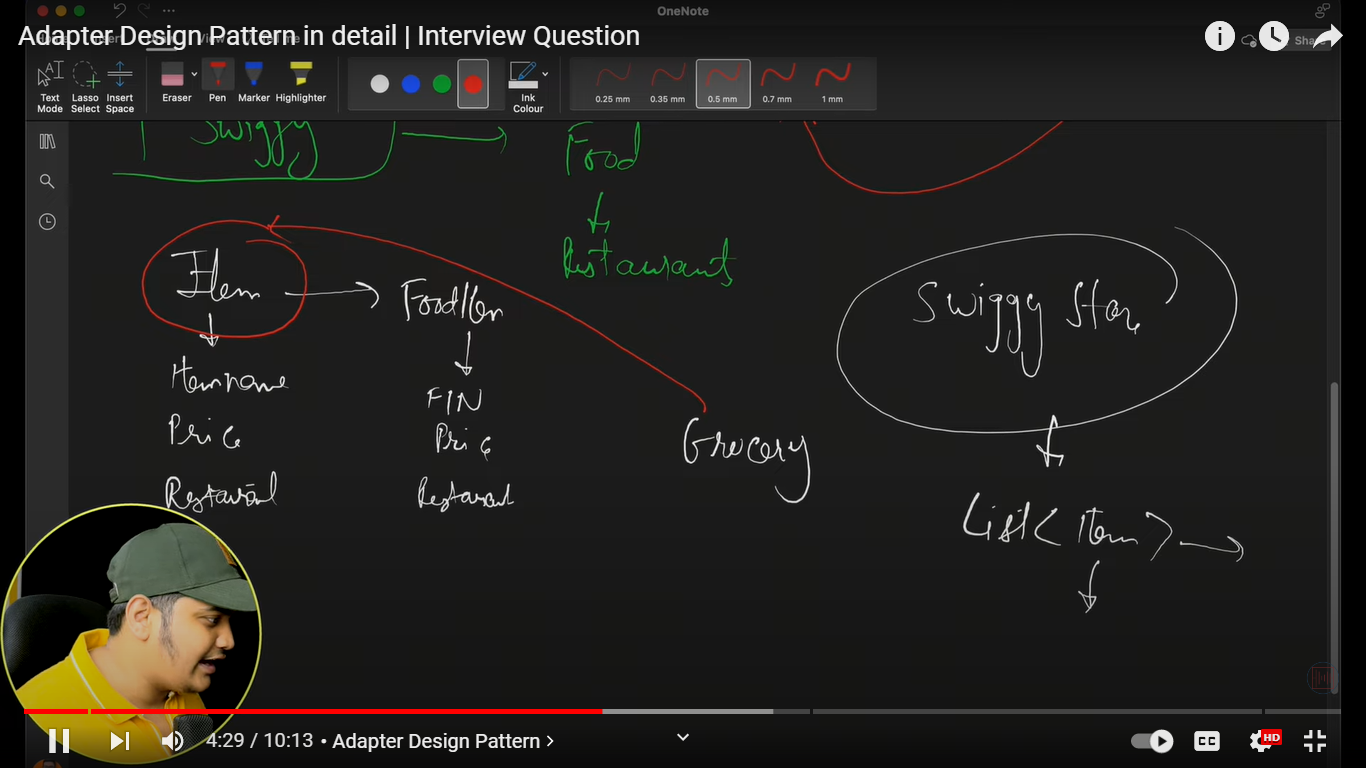 OneNote
Adapter Design Pattern in detail | Interview Question
Share
Text Mode
Lasso Select
Insert Space
Eraser
Pen
Marker
Highlighter
Ink Colour
0.25 mm
0.35 mm
0.5 mm
0.7 mm
1 mm
Swiggy
Food
Restaurant
Item
Item name
Price
Restaurant
FoodItem
FIN
Price
Restaurant
Grocery
Swiggy Store
List<Item>
4:29 / 10:13 • Adapter Design Pattern >
CC
HD